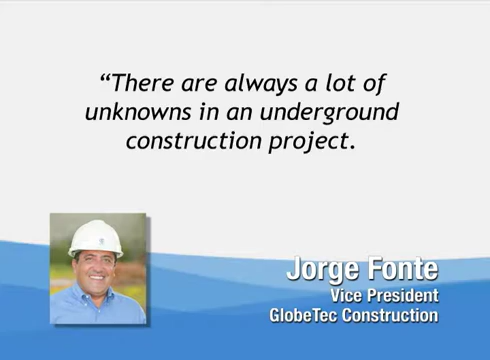 “There are always a lot of
unknowns in an underground
construction project.
Jorge Fonte
Vice President
GlobeTec Construction